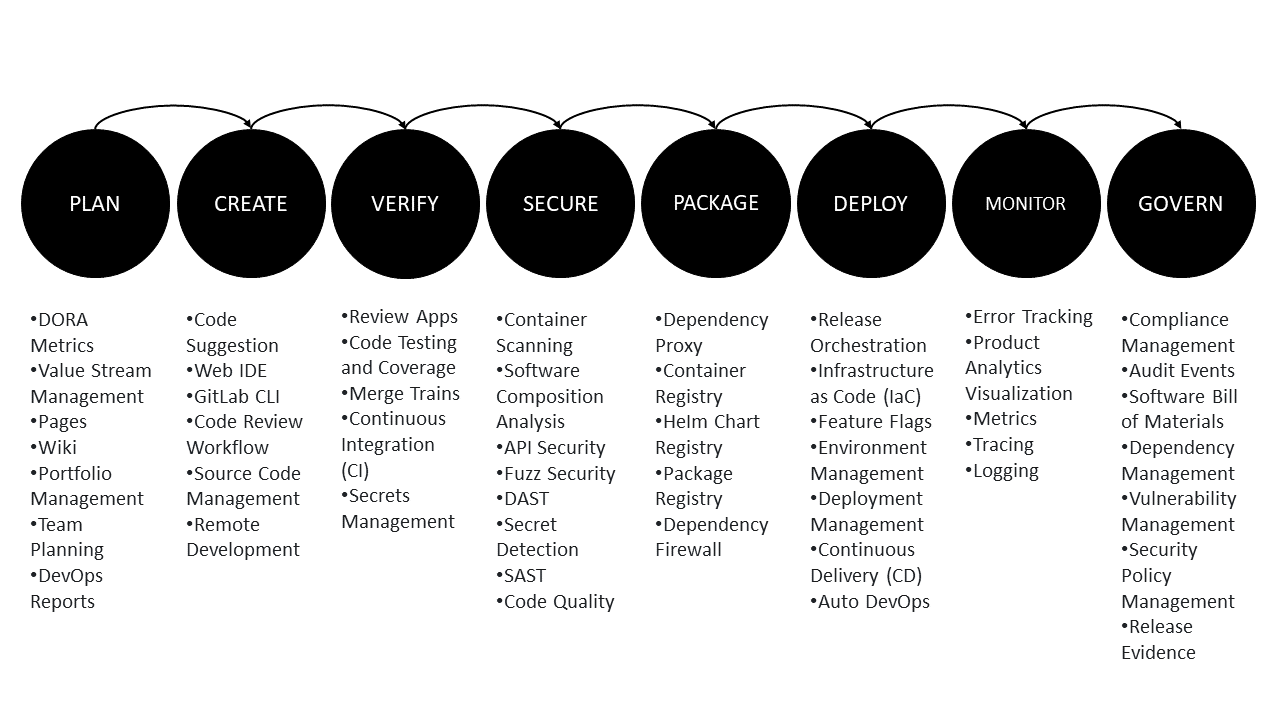 PLAN
CREATE
VERIFY
SECURE
PACKAGE
DEPLOY
MONITOR
GOVERN
•DORA
Metrics
•Value Stream
Management
•Pages
•Wiki
•Portfolio
Management
•Team
Planning
•DevOps
Reports
•Code
Suggestion
•Web IDE
•GitLab CLI
•Code Review
Workflow
•Source Code
Management
•Remote
Development
•Review Apps
•Code Testing
and Coverage
•Merge Trains
•Continuous
Integration
(CI)
•Secrets
Management
•Container
Scanning
•Software
Composition
Analysis
•API Security
•Fuzz Security
•DAST
•Secret
Detection
•SAST
•Code Quality
•Dependency
Proxy
•Container
Registry
•Helm Chart
Registry
•Package
Registry
•Dependency
Firewall
•Release
Orchestration
•Infrastructure
as Code (IaC)
•Feature Flags
•Environment
Management
•Deployment
Management
•Continuous
Delivery (CD)
•Auto DevOps
•Error Tracking
•Product
Analytics
Visualization
•Metrics
•Tracing
•Logging
•Compliance
Management
•Audit Events
•Software Bill
of Materials
•Dependency
Management
•Vulnerability
Management
•Security
Policy
Management
•Release
Evidence